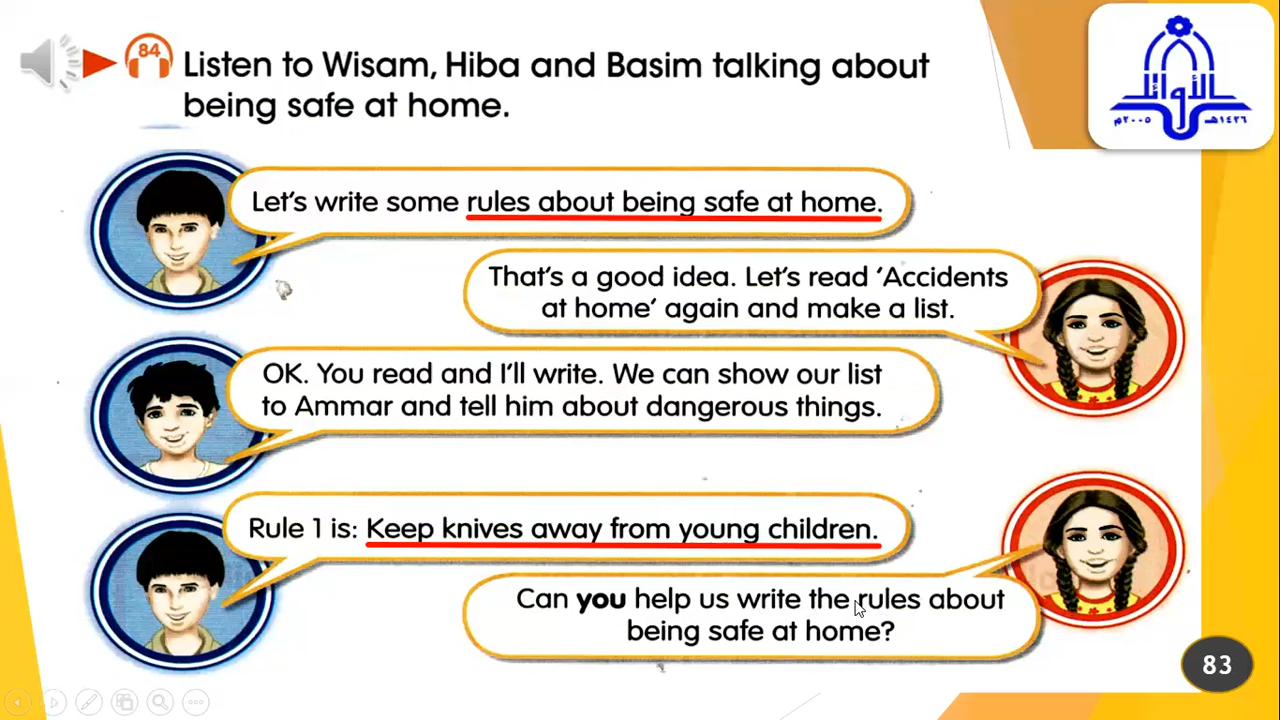 84
Listen to Wisam, Hiba and Basim talking about
being safe at home.
الأوائل
١٤٢٦هـ
٢٠٠٥م
Let's write some rules about being safe at home.
That's a good idea. Let's read 'Accidents
at home' again and make a list.
OK. You read and I'll write. We can show our list
to Ammar and tell him about dangerous things.
Rule 1 is: Keep knives away from young children.
Can you help us write the rules about
being safe at home?
83